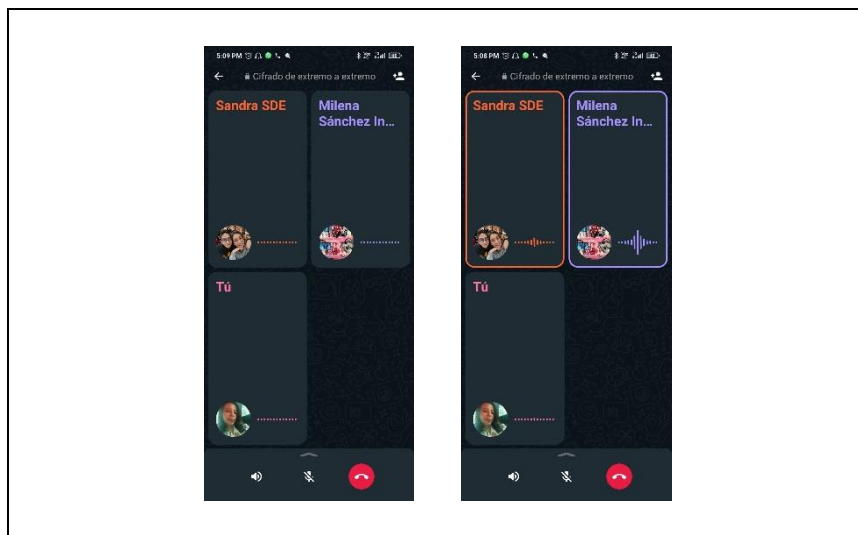 5:09 PM
Cifrado de extremo a extremo
Sandra SDE
Milena
Sánchez In...
Tú
5:08 PM
Cifrado de extremo a extremo
Sandra SDE
Milena
Sánchez In...
Tú